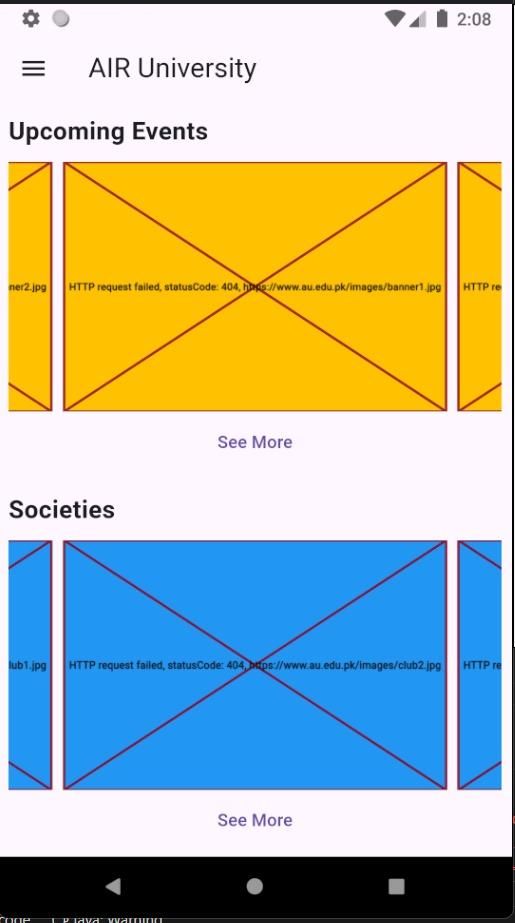 2:08
AIR University
Upcoming Events
ner2.jpg HTTP request failed, statusCode: 404, https://www.au.edu.pk/images/banner1.jpg HTTP re
See More
Societies
lub1.jpg HTTP request failed, statusCode: 404, https://www.au.edu.pk/images/club2.jpg HTTP re
See More